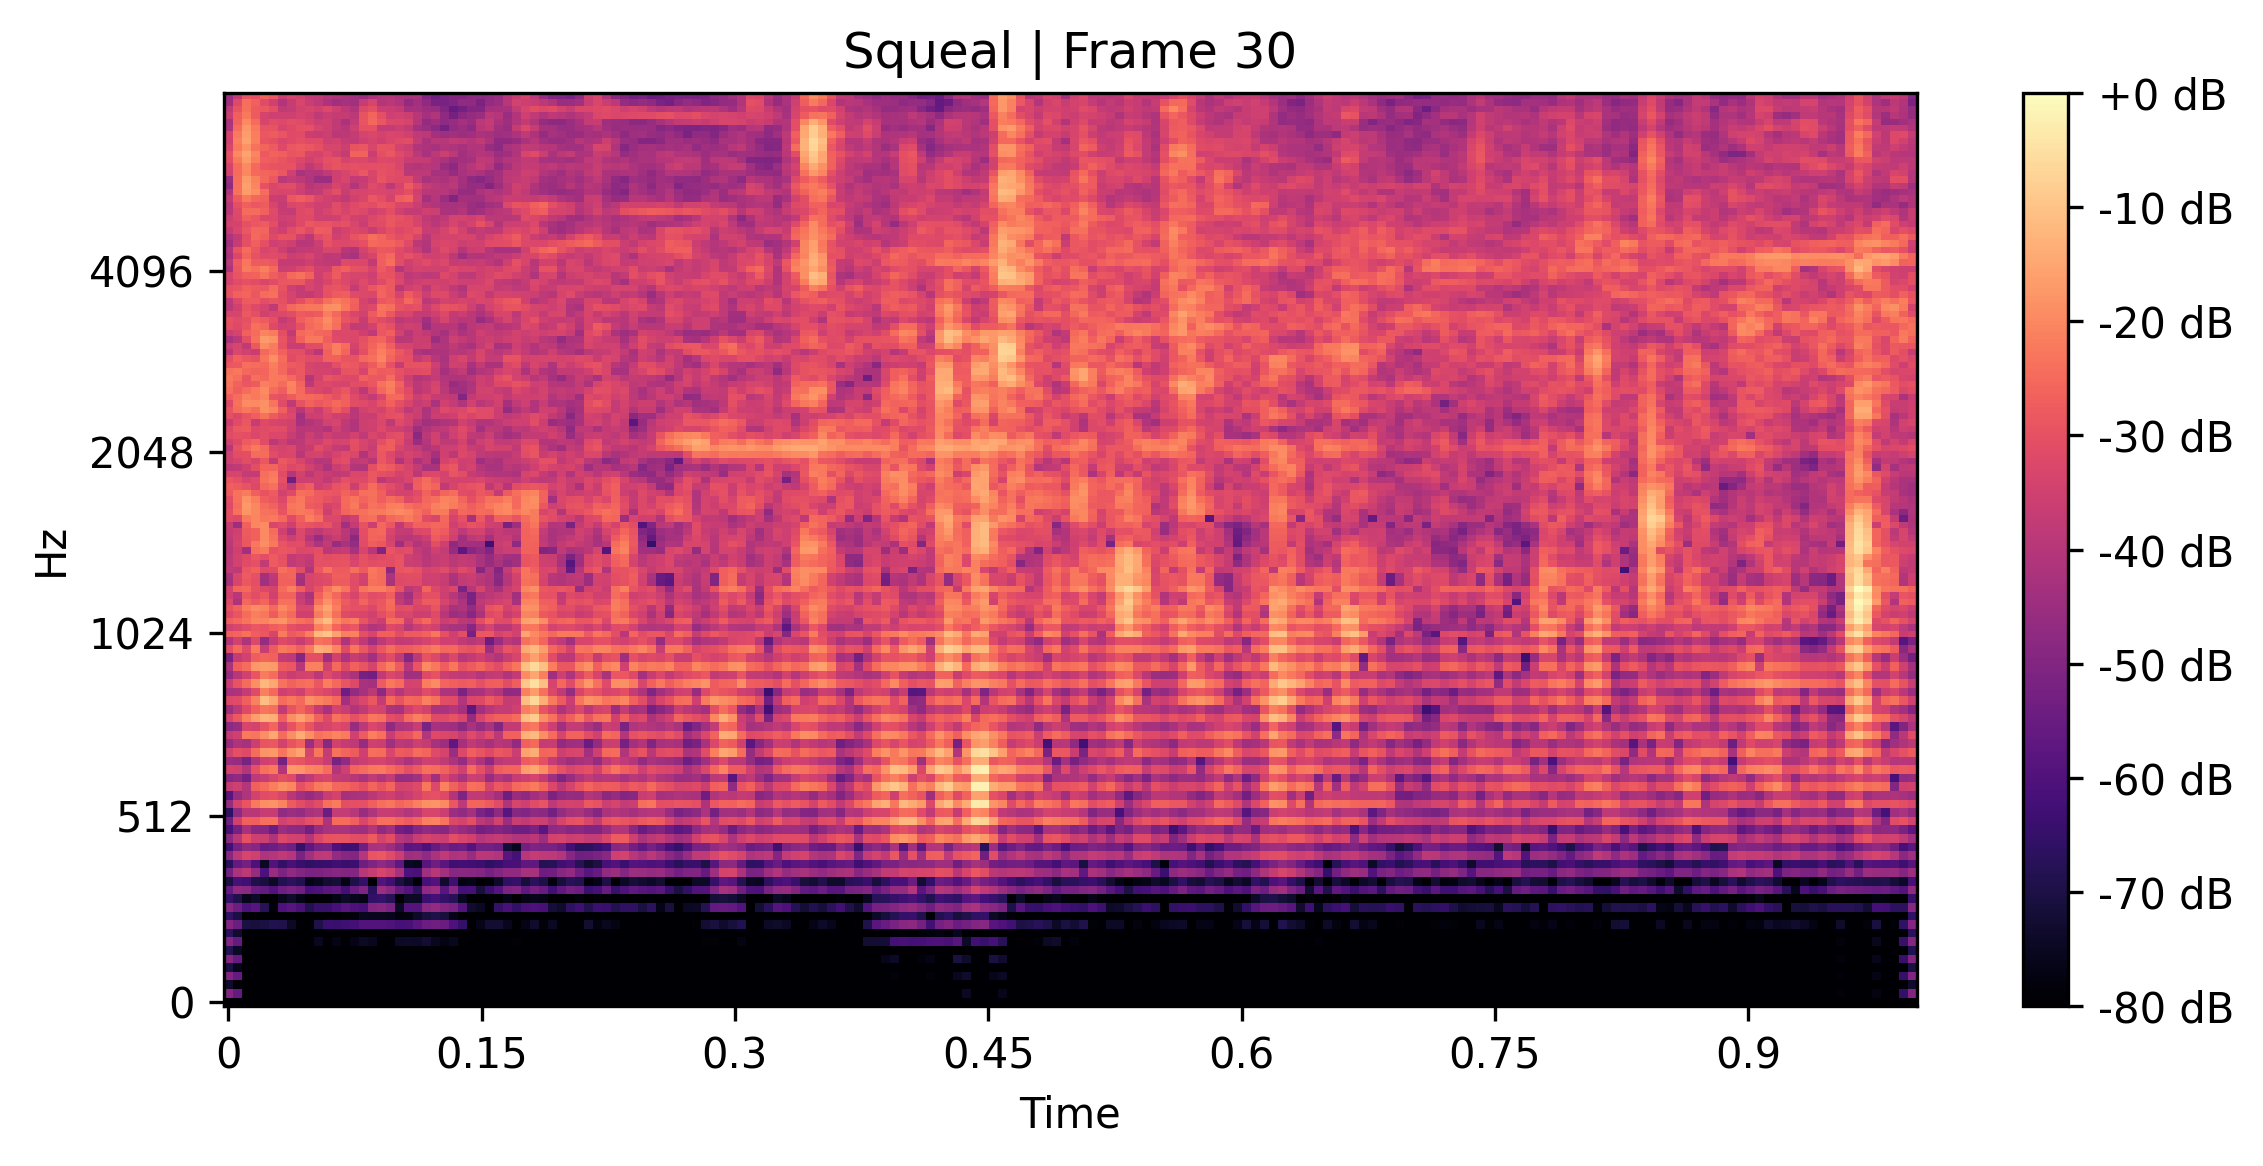 Squeal | Frame 30
+0 dB
-10 dB
-20 dB
-30 dB
-40 dB
-50 dB
-60 dB
-70 dB
-80 dB
Hz
4096
2048
1024
512
0
0 0.15 0.3 0.45 0.6 0.75 0.9
Time